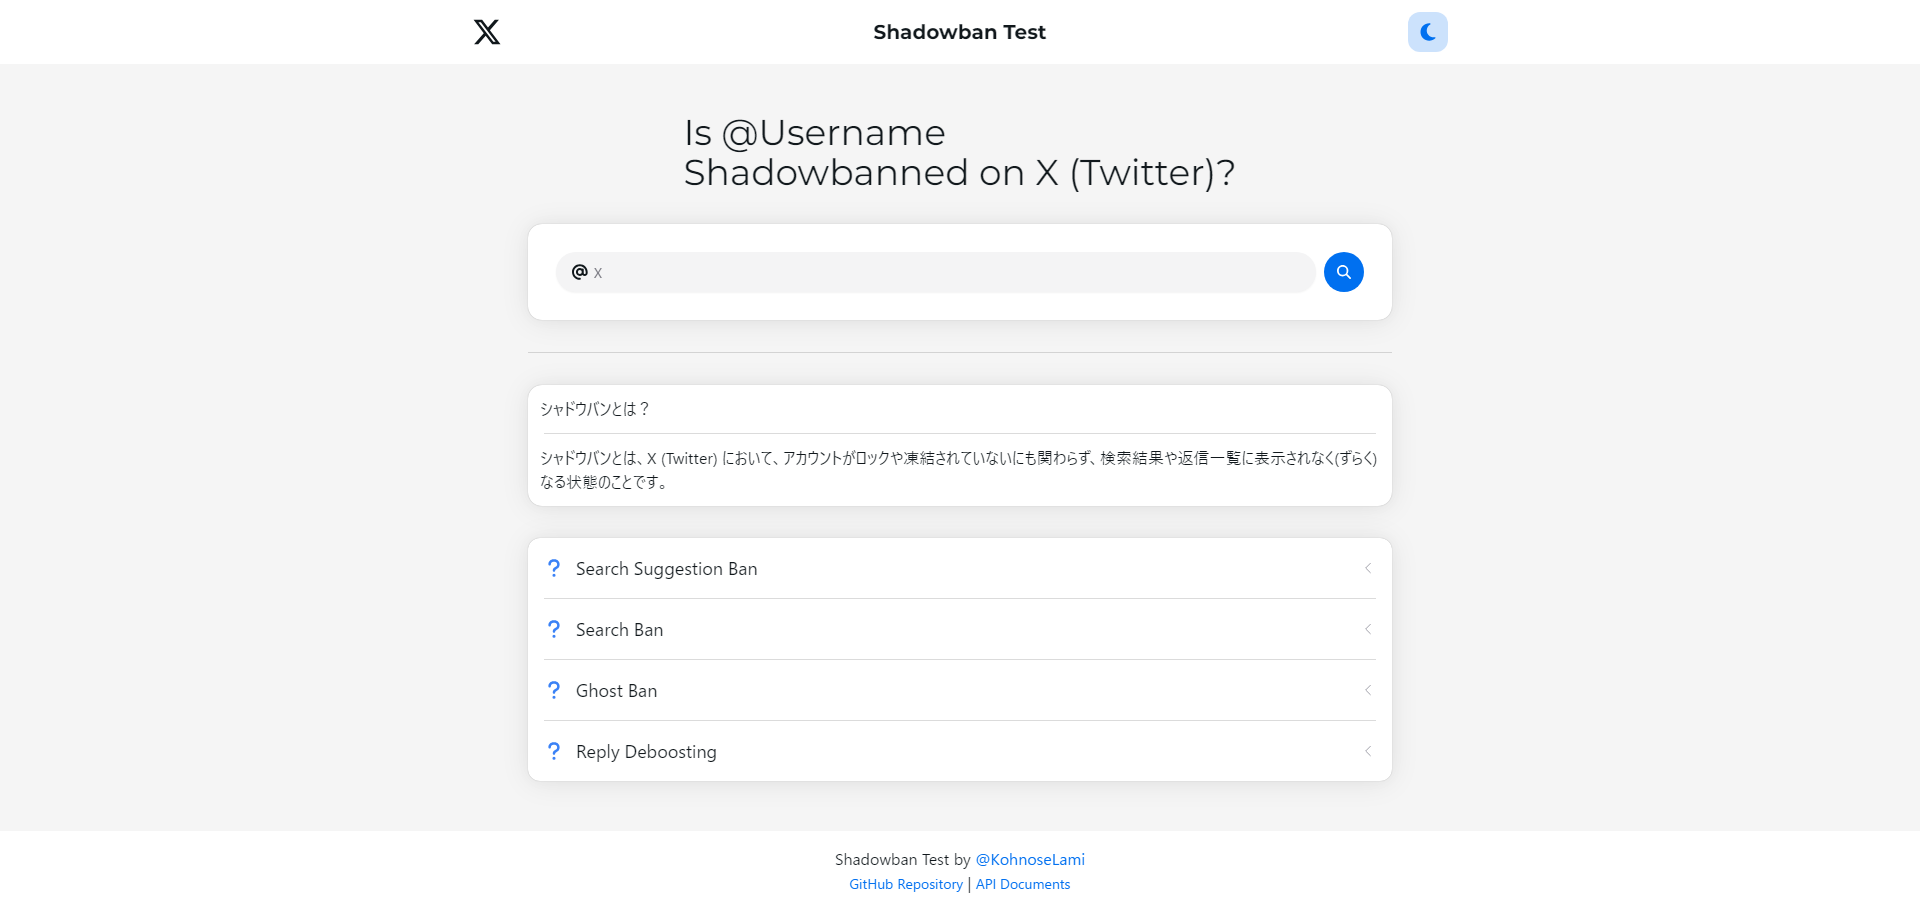 Shadowban Test
Is @Username
Shadowbanned on X (Twitter)?
@ X
シャドウバンとは？
シャドウバンとは、X (Twitter) において、アカウントがロックや凍結されていないにも関わらず、検索結果や返信一覧に表示されなく(ずらく)
なる状態のことです。
? Search Suggestion Ban
? Search Ban
? Ghost Ban
? Reply Deboosting
Shadowban Test by @KohnoseLami
GitHub Repository | API Documents